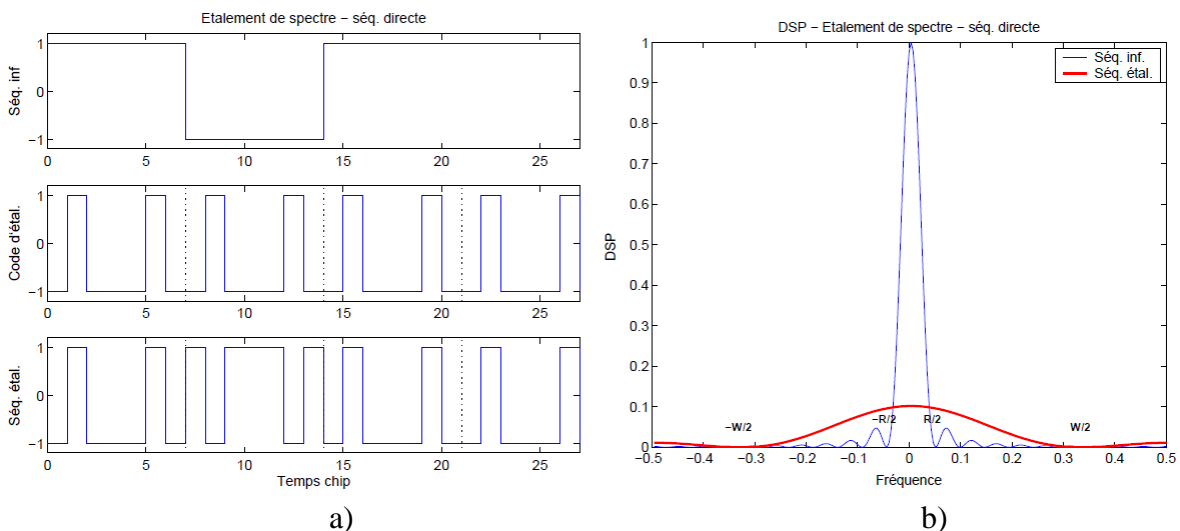 Etalement de spectre − séq. directe
1
0
−1
Séq. inf
0 5 10 15 20 25
1
0
−1
Code d'étal.
0 5 10 15 20 25
1
0
−1
Séq. étal.
0 5 10 15 20 25
Temps chip
a)
DSP − Etalement de spectre − séq. directe
1
0.9
0.8
0.7
0.6
0.5
0.4
0.3
0.2
0.1
0
DSP
Séq. inf.
Séq. étal.
−W/2
−R/2
R/2
W/2
−0.5 −0.4 −0.3 −0.2 −0.1 0 0.1 0.2 0.3 0.4 0.5
Fréquence
b)